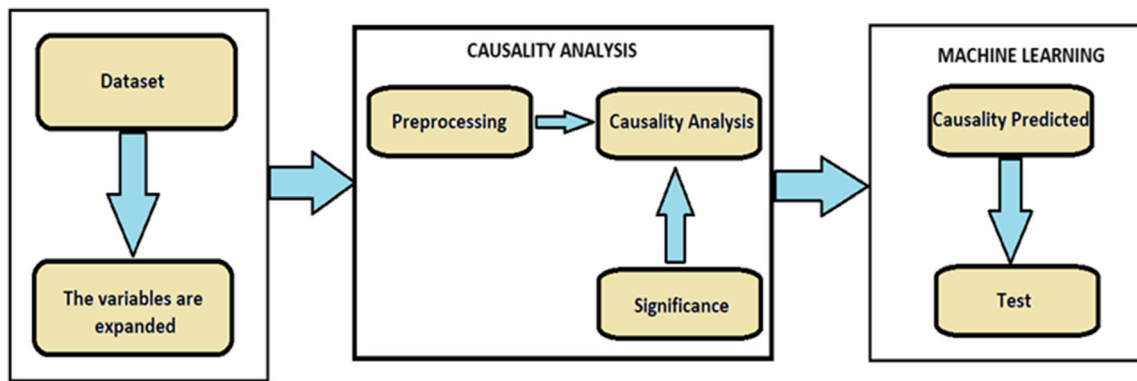 Dataset
The variables are
expanded
CAUSALITY ANALYSIS
Preprocessing
Causality Analysis
Significance
MACHINE LEARNING
Causality Predicted
Test